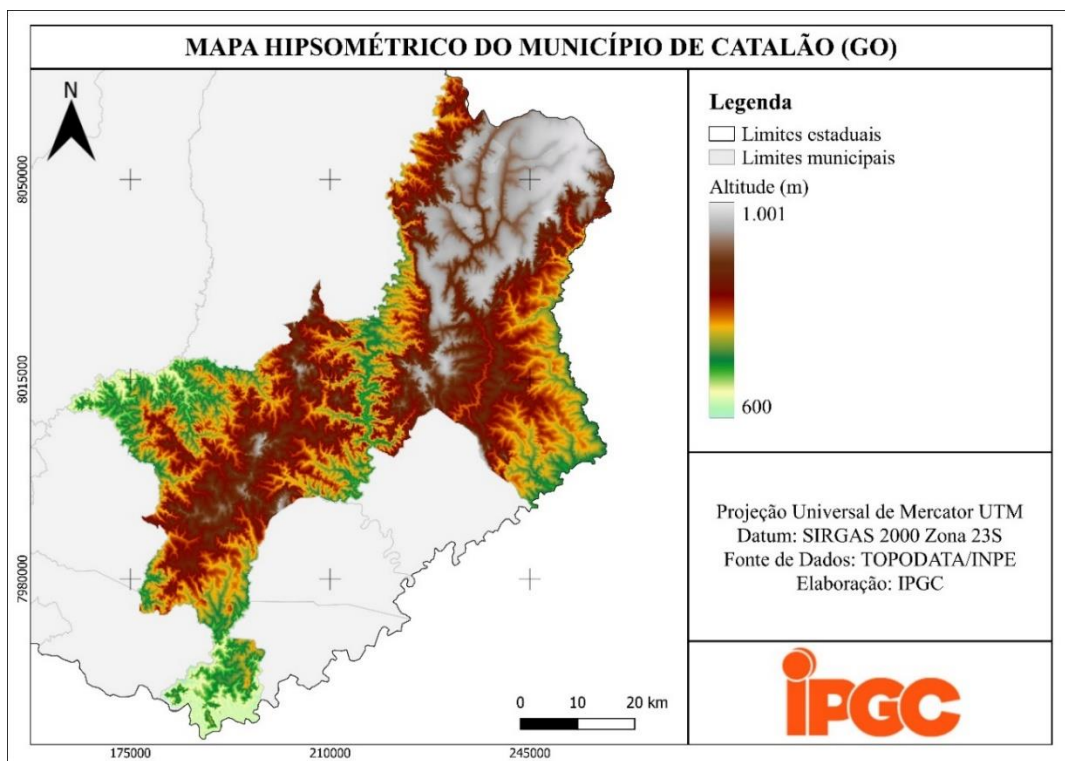 MAPA HIPSOMÉTRICO DO MUNICÍPIO DE CATALÃO (GO)
N
8050000
8015000
7980000
175000
210000
245000
0 10 20 km
Legenda
Limites estaduais
Limites municipais
Altitude (m)
1.001
600
Projeção Universal de Mercator UTM
Datum: SIRGAS 2000 Zona 23S
Fonte de Dados: TOPODATA/INPE
Elaboração: IPGC
IPGC